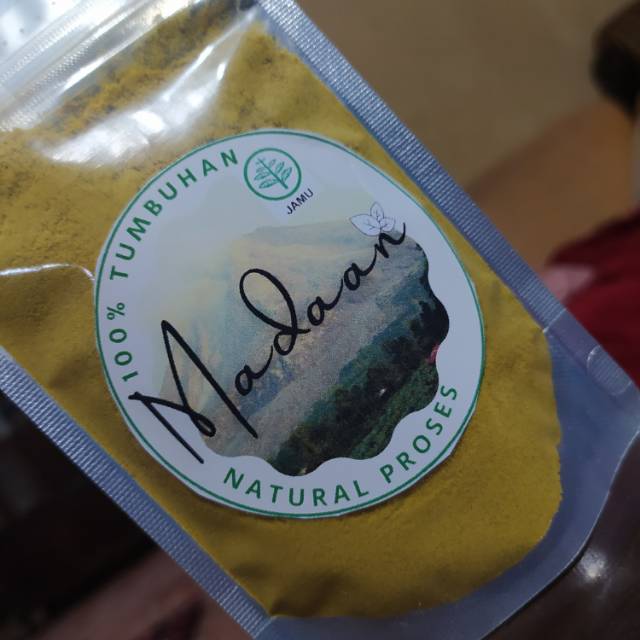 100% TUMBUHAN
JAMU
Madaan
NATURAL PROSES